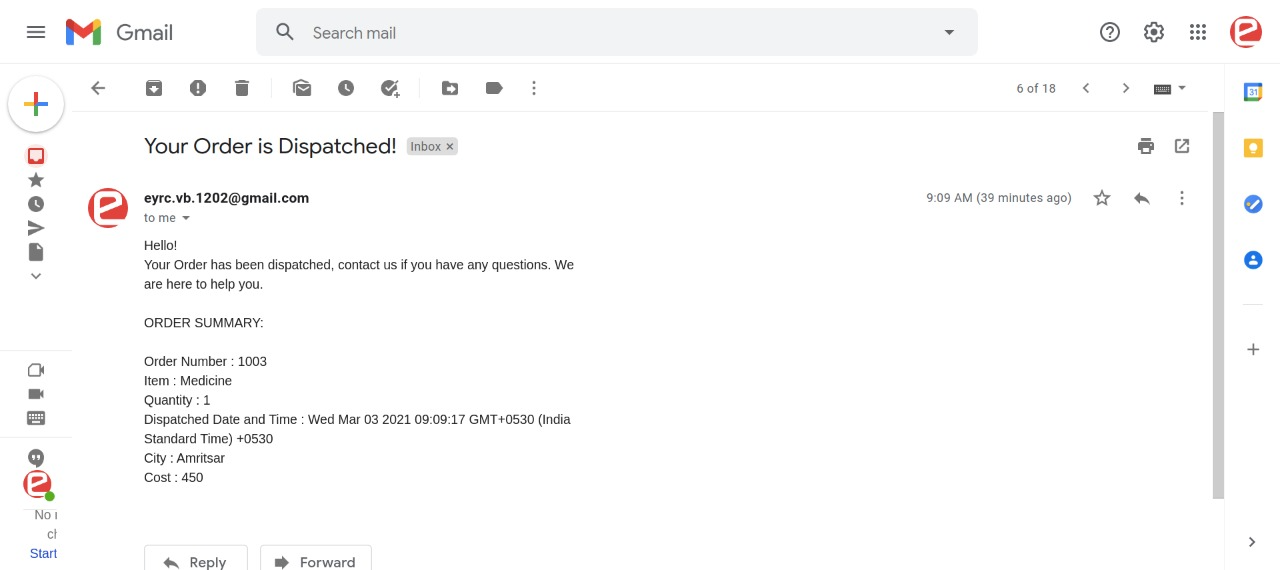 Gmail
Search mail
6 of 18
31
Your Order is Dispatched!
Inbox ×
eyrc.vb.1202@gmail.com
9:09 AM (39 minutes ago)
to me
Hello!
Your Order has been dispatched, contact us if you have any questions. We
are here to help you.
ORDER SUMMARY:
Order Number : 1003
Item : Medicine
Quantity : 1
Dispatched Date and Time : Wed Mar 03 2021 09:09:17 GMT+0530 (India
Standard Time) +0530
City : Amritsar
Cost : 450
No
Start
Reply
Forward